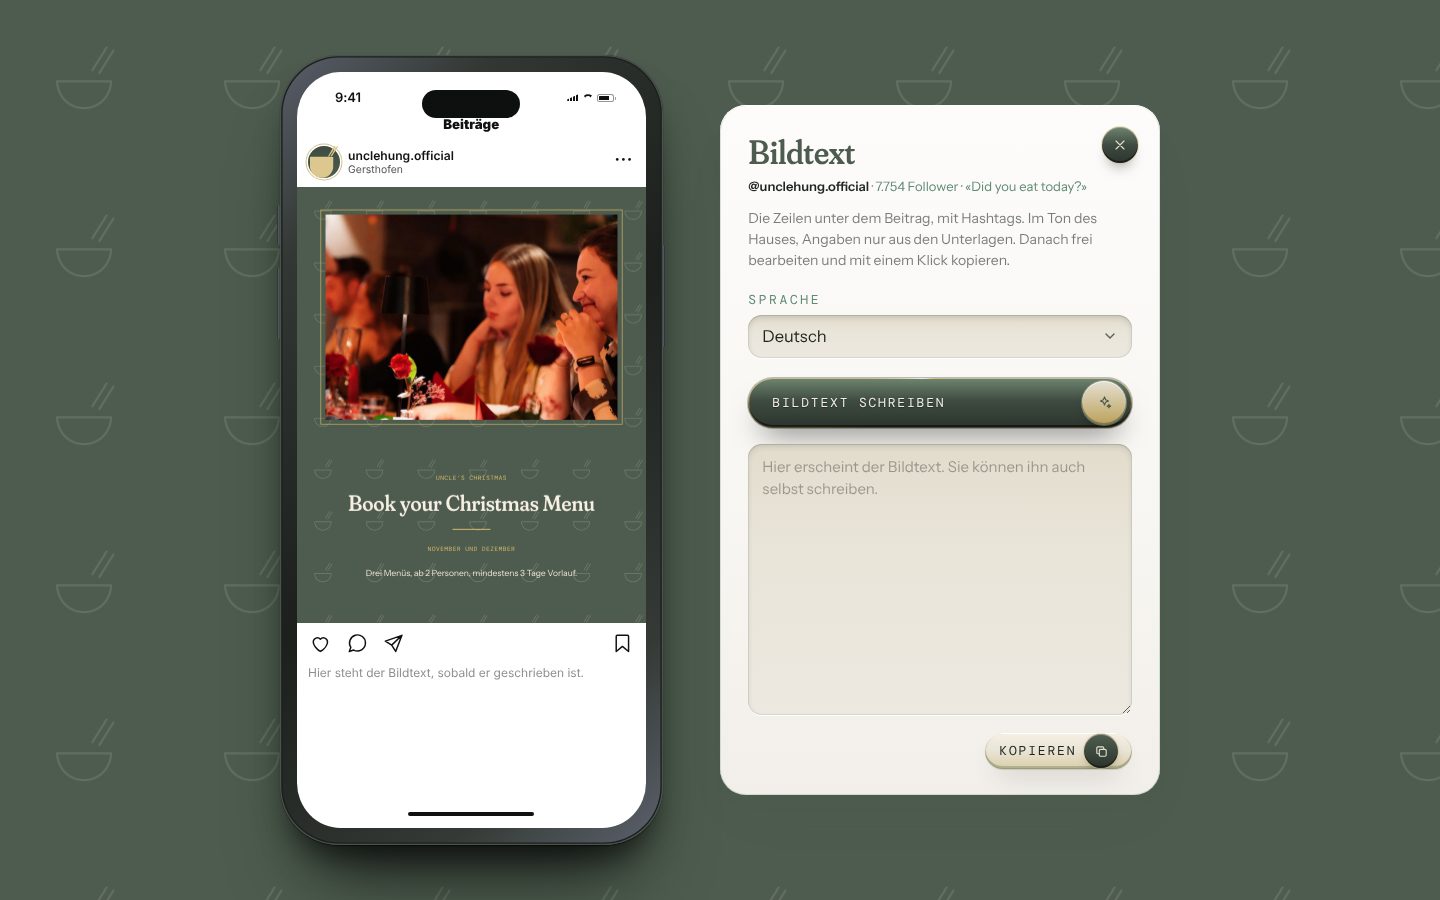 9:41
Beiträge
unclehung.official
Gersthofen
UNCLE'S CHRISTMAS
Book your Christmas Menu
NOVEMBER UND DEZEMBER
Drei Menüs, ab 2 Personen, mindestens 3 Tage Vorlauf.
Hier steht der Bildtext, sobald er geschrieben ist.
Bildtext
@unclehung.official · 7.754 Follower · «Did you eat today?»
Die Zeilen unter dem Beitrag, mit Hashtags. Im Ton des
Hauses, Angaben nur aus den Unterlagen. Danach frei
bearbeiten und mit einem Klick kopieren.
SPRACHE
Deutsch
BILDTEXT SCHREIBEN
Hier erscheint der Bildtext. Sie können ihn auch
selbst schreiben.
KOPIEREN